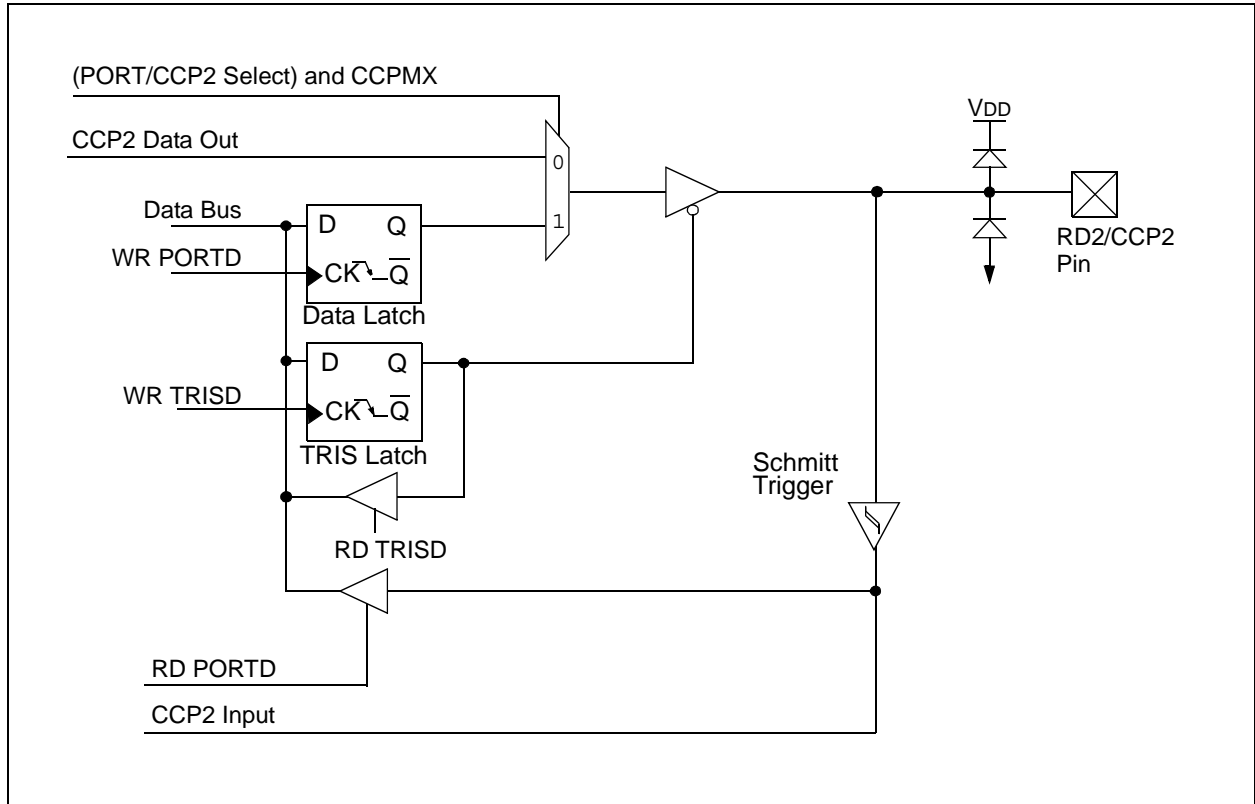 (PORT/CCP2 Select) and CCPMX
VDD
CCP2 Data Out
0
Data Bus
D Q
1
RD2/CCP2
Pin
WR PORTD
CK Q̅
Data Latch
D Q
WR TRISD
CK Q̅
TRIS Latch
Schmitt
Trigger
RD TRISD
RD PORTD
CCP2 Input